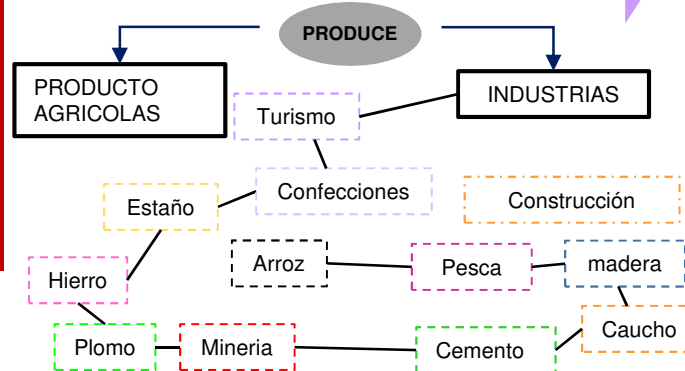 PRODUCE
PRODUCTO
AGRICOLAS
INDUSTRIAS
Turismo
Confecciones
Estaño
Construcción
Arroz
Pesca
madera
Hierro
Caucho
Plomo
Mineria
Cemento